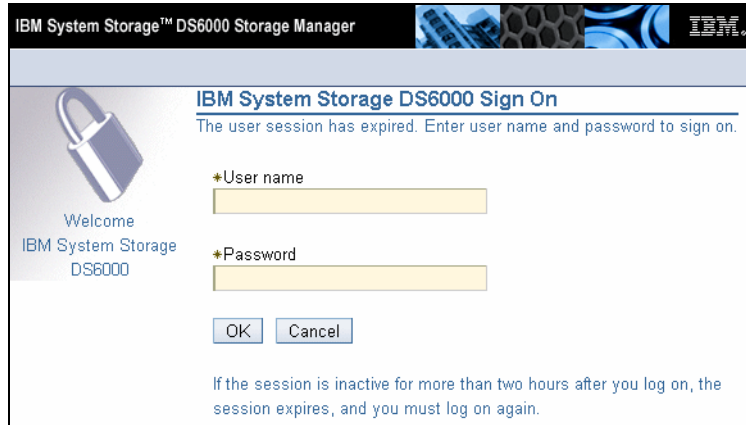 IBM System Storage™ DS6000 Storage Manager
IBM.
IBM System Storage DS6000 Sign On
The user session has expired. Enter user name and password to sign on.
Welcome
IBM System Storage
DS6000
*User name
*Password
OK
Cancel
If the session is inactive for more than two hours after you log on, the
session expires, and you must log on again.